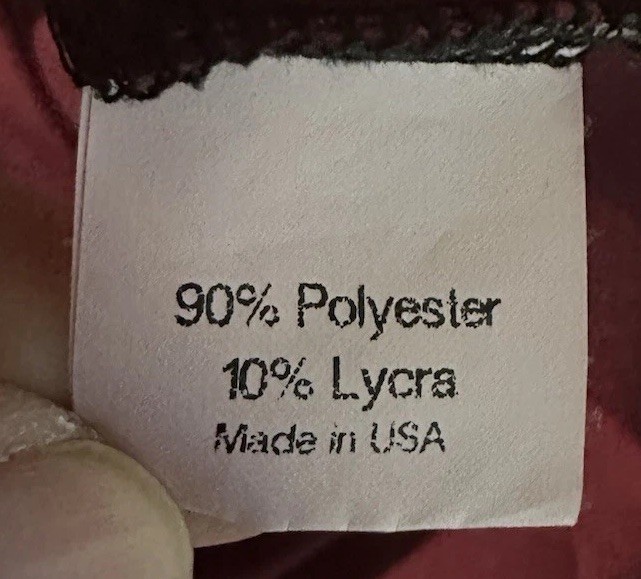 90% Polyester
10% Lycra
Made in USA